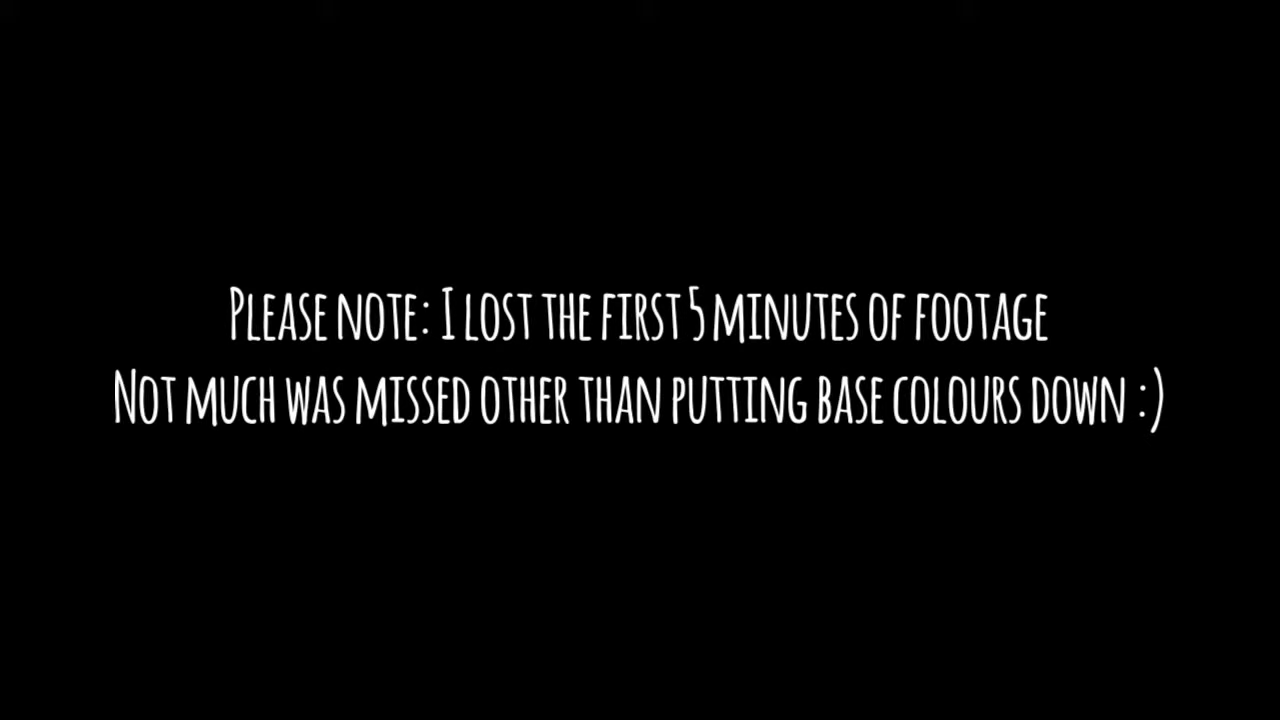 Please note: I lost the first 5 minutes of footage
Not much was missed other than putting base colours down :)